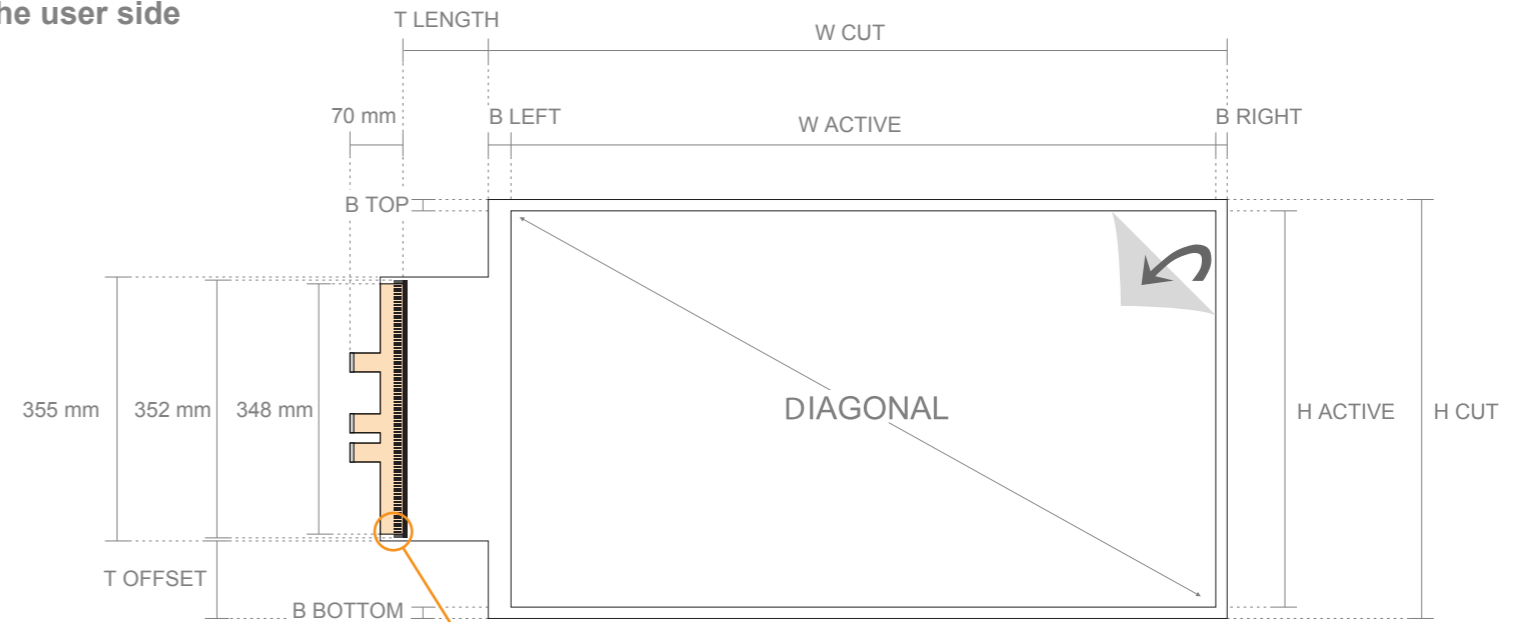 he user side
T LENGTH
W CUT
70 mm
B LEFT
W ACTIVE
B RIGHT
B TOP
355 mm
352 mm
348 mm
DIAGONAL
H ACTIVE
H CUT
T OFFSET
B BOTTOM